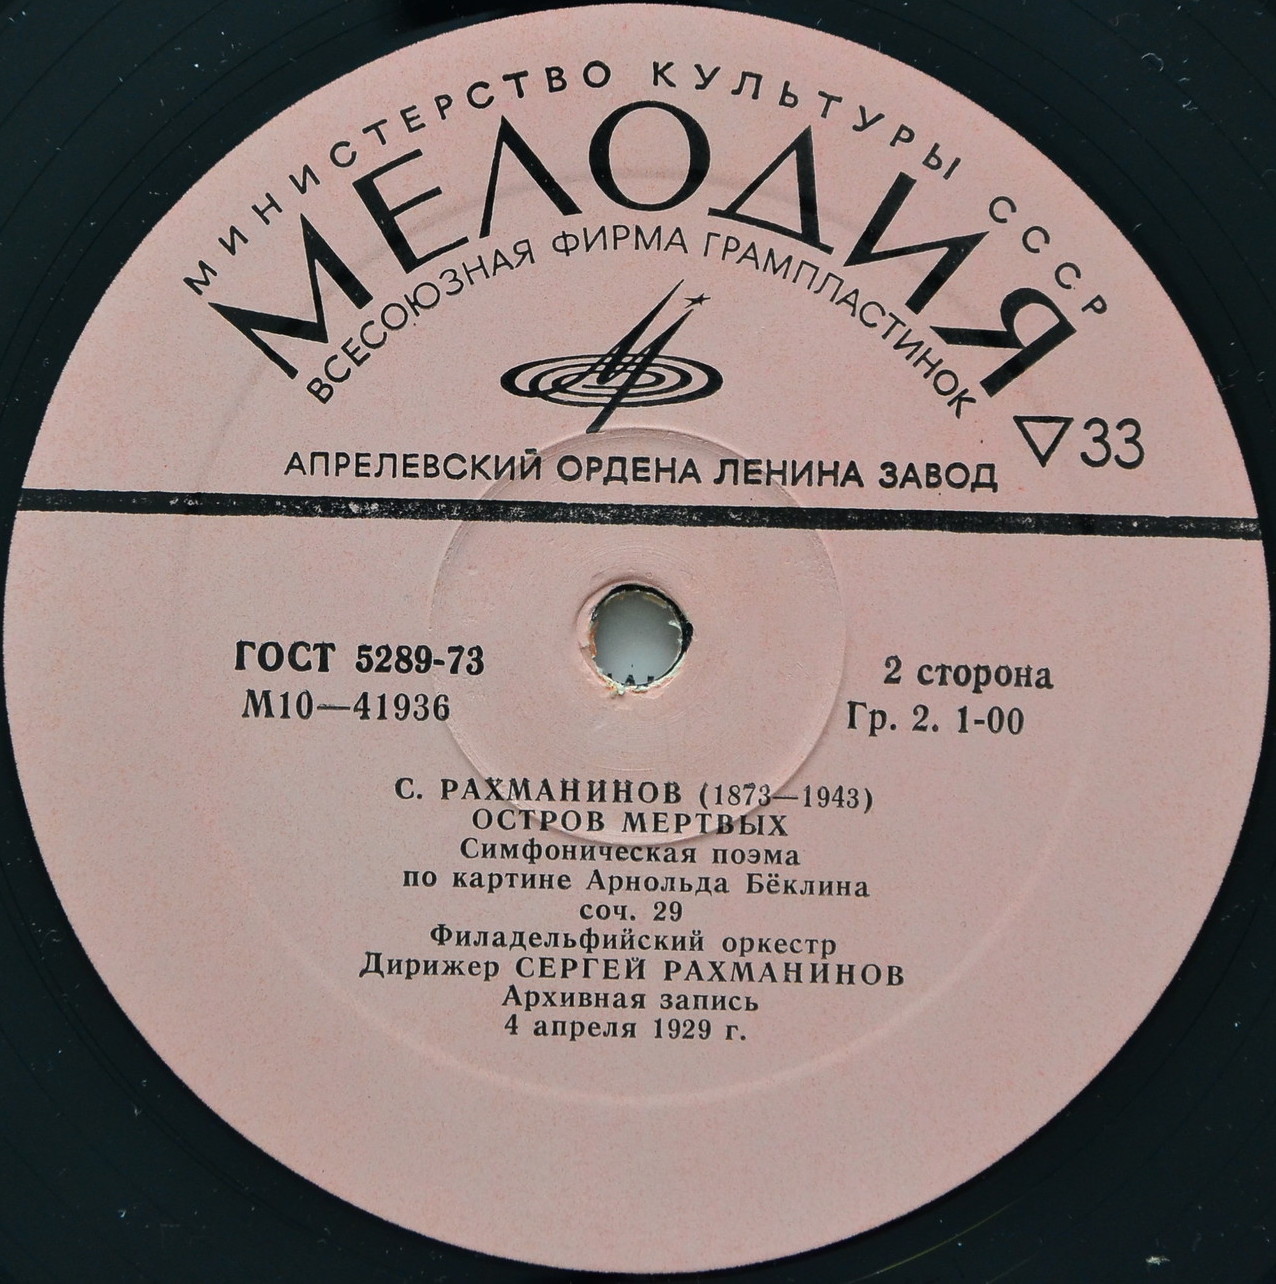 МИНИСТЕРСТВО КУЛЬТУРЫ СССР
МЕЛОДИЯ
ВСЕСОЮЗНАЯ ФИРМА ГРАМПЛАСТИНОК
33
АПРЕЛЕВСКИЙ ОРДЕНА ЛЕНИНА ЗАВОД
ГОСТ 5289-73
2 сторона
М10—41936
Гр. 2. 1-00
С. РАХМАНИНОВ (1873—1943)
ОСТРОВ МЕРТВЫХ
Симфоническая поэма
по картине Арнольда Бёклина
соч. 29
Филадельфийский оркестр
Дирижер СЕРГЕЙ РАХМАНИНОВ
Архивная запись
4 апреля 1929 г.